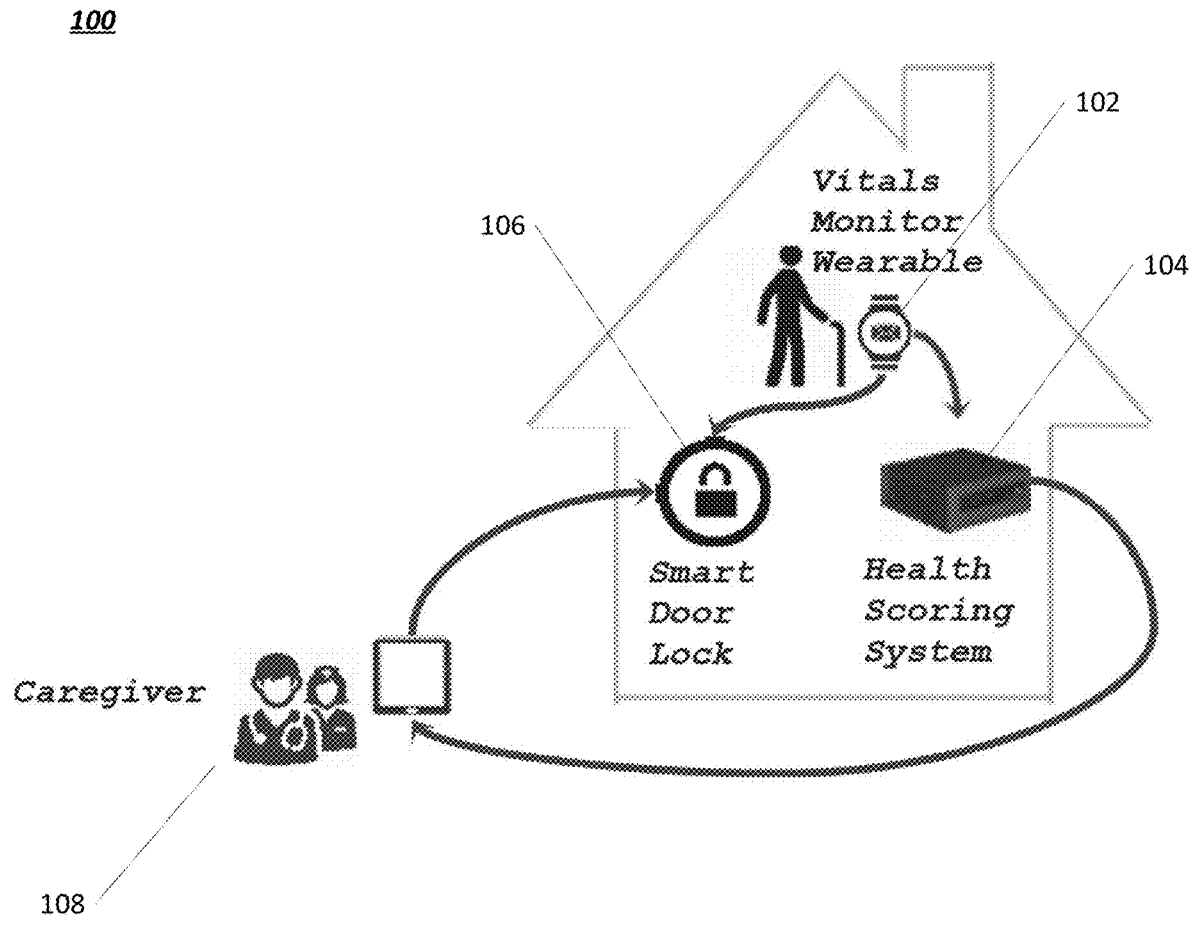 100
102
Vitals
Monitor
Wearable
106
104
Smart
Door
Lock
Health
Scoring
System
Caregiver
108